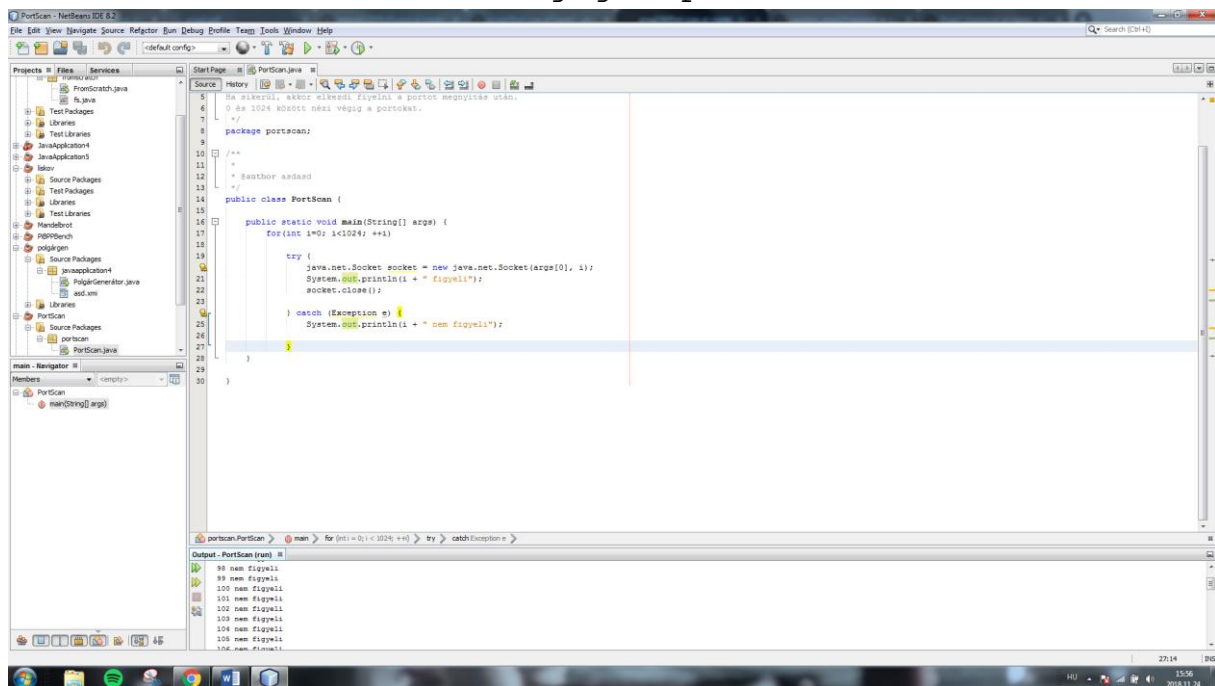 PortScan - NetBeans IDE 8.2
File Edit View Navigate Source Refactor Run Debug Profile Team Tools Window Help
Search (Ctrl+I)
<default config>
Projects Files Services
Start Page PortScan.java
Source History
FromScratch.java
fs.java
Test Packages
Libraries
Test Libraries
JavaApplication4
JavaApplication5
liskov
Source Packages
Test Packages
Libraries
Test Libraries
Mandelbrot
PiBPPBench
polgárgen
Source Packages
javaapplication4
PolgárGenerátor.java
asd.xml
Libraries
PortScan
Source Packages
portscan
PortScan.java
5 Ha sikerül, akkor elkezdi fiyelni a portot megnyitás után.
6 0 és 1024 között nézi végig a portokat.
7 */
8 package portscan;
9
10 /**
11 *
12 * @author asdasd
13 */
14 public class PortScan {
15
16 public static void main(String[] args) {
17 for(int i=0; i<1024; ++i)
18
19 try {
java.net.Socket socket = new java.net.Socket(args[0], i);
21 System.out.println(i + " figyeli");
22 socket.close();
23
} catch (Exception e) {
25 System.out.println(i + " nem figyeli");
26
27 }
28 }
29
30 }
main - Navigator
Members <empty>
PortScan
main(String[] args)
portscan.PortScan main for (int i = 0; i < 1024; ++i) try catch Exception e
Output - PortScan (run)
98 nem figyeli
99 nem figyeli
100 nem figyeli
101 nem figyeli
102 nem figyeli
103 nem figyeli
104 nem figyeli
105 nem figyeli
106 nem figyeli
27:14 INS
HU 15:56
2018.11.24.